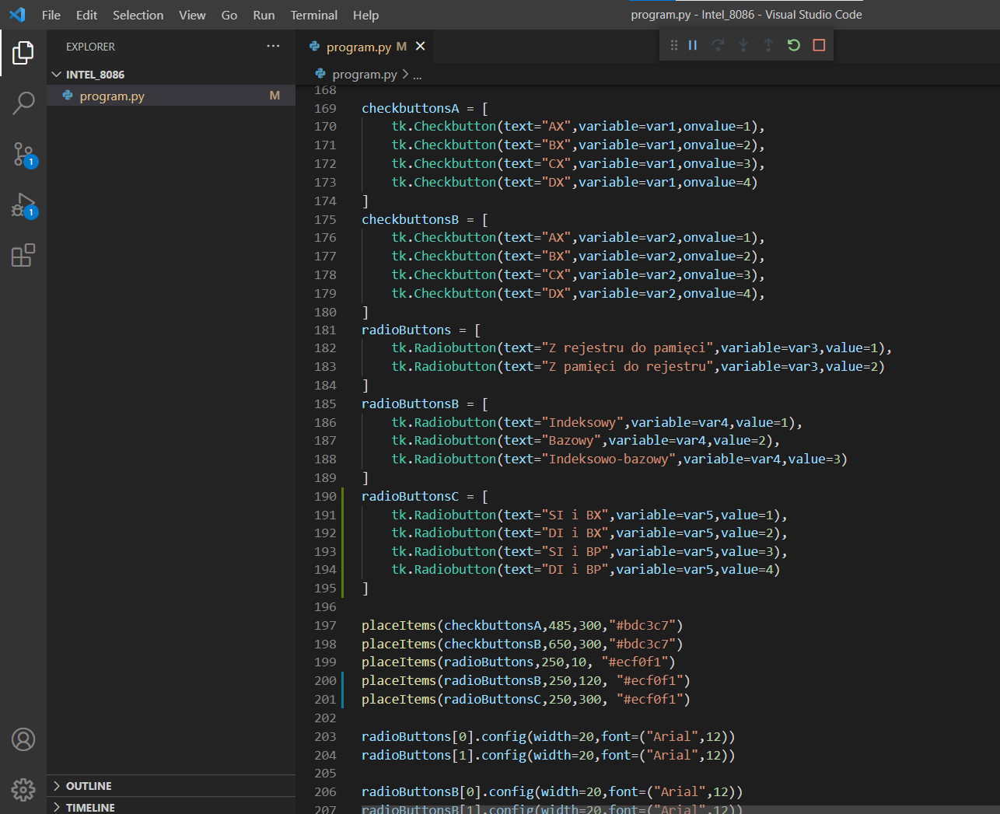 File Edit Selection View Go Run Terminal Help
program.py - Intel_8086 - Visual Studio Code
EXPLORER ...
program.py M
INTEL_8086
program.py M
program.py > ...
1
1
168
169 checkbuttonsA = [
170 tk.Checkbutton(text="AX",variable=var1,onvalue=1),
171 tk.Checkbutton(text="BX",variable=var1,onvalue=2),
172 tk.Checkbutton(text="CX",variable=var1,onvalue=3),
173 tk.Checkbutton(text="DX",variable=var1,onvalue=4)
174 ]
175 checkbuttonsB = [
176 tk.Checkbutton(text="AX",variable=var2,onvalue=1),
177 tk.Checkbutton(text="BX",variable=var2,onvalue=2),
178 tk.Checkbutton(text="CX",variable=var2,onvalue=3),
179 tk.Checkbutton(text="DX",variable=var2,onvalue=4),
180 ]
181 radioButtons = [
182 tk.Radiobutton(text="Z rejestru do pamięci",variable=var3,value=1),
183 tk.Radiobutton(text="Z pamięci do rejestru",variable=var3,value=2)
184 ]
185 radioButtonsB = [
186 tk.Radiobutton(text="Indeksowy",variable=var4,value=1),
187 tk.Radiobutton(text="Bazowy",variable=var4,value=2),
188 tk.Radiobutton(text="Indeksowo-bazowy",variable=var4,value=3)
189 ]
190 radioButtonsC = [
191 tk.Radiobutton(text="SI i BX",variable=var5,value=1),
192 tk.Radiobutton(text="DI i BX",variable=var5,value=2),
193 tk.Radiobutton(text="SI i BP",variable=var5,value=3),
194 tk.Radiobutton(text="DI i BP",variable=var5,value=4)
195 ]
196
197 placeItems(checkbuttonsA,485,300,"#bdc3c7")
198 placeItems(checkbuttonsB,650,300,"#bdc3c7")
199 placeItems(radioButtons,250,10, "#ecf0f1")
200 placeItems(radioButtonsB,250,120, "#ecf0f1")
201 placeItems(radioButtonsC,250,300, "#ecf0f1")
202
203 radioButtons[0].config(width=20,font=("Arial",12))
204 radioButtons[1].config(width=20,font=("Arial",12))
205
206 radioButtonsB[0].config(width=20,font=("Arial",12))
207 radioButtonsB[1].config(width=20,font=("Arial",12))
OUTLINE
TIMELINE